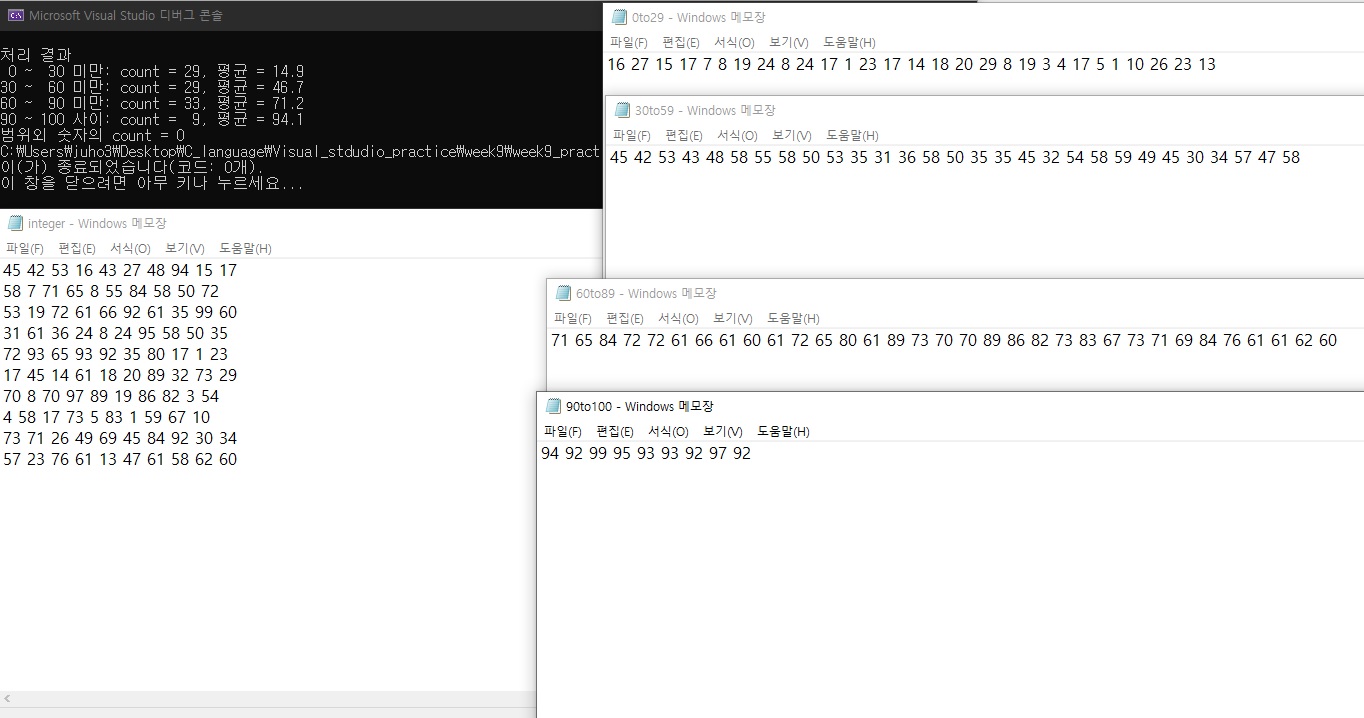 Microsoft Visual Studio 디버그 콘솔
처리 결과
0 ~ 30 미만: count = 29, 평균 = 14.9
30 ~ 60 미만: count = 29, 평균 = 46.7
60 ~ 90 미만: count = 33, 평균 = 71.2
90 ~ 100 사이: count = 9, 평균 = 94.1
범위외 숫자의 count = 0
C:₩Users₩juho3₩Desktop₩C_language₩Visual_stdudio_practice₩week9₩week9_pract
이(가) 종료되었습니다(코드: 0개).
이 창을 닫으려면 아무 키나 누르세요...
0to29 - Windows 메모장
파일(F) 편집(E) 서식(O) 보기(V) 도움말(H)
16 27 15 17 7 8 19 24 8 24 17 1 23 17 14 18 20 29 8 19 3 4 17 5 1 10 26 23 13
30to59 - Windows 메모장
파일(F) 편집(E) 서식(O) 보기(V) 도움말(H)
45 42 53 43 48 58 55 58 50 53 35 31 36 58 50 35 35 45 32 54 58 59 49 45 30 34 57 47 58
integer - Windows 메모장
파일(F) 편집(E) 서식(O) 보기(V) 도움말(H)
45 42 53 16 43 27 48 94 15 17
58 7 71 65 8 55 84 58 50 72
53 19 72 61 66 92 61 35 99 60
31 61 36 24 8 24 95 58 50 35
72 93 65 93 92 35 80 17 1 23
17 45 14 61 18 20 89 32 73 29
70 8 70 97 89 19 86 82 3 54
4 58 17 73 5 83 1 59 67 10
73 71 26 49 69 45 84 92 30 34
57 23 76 61 13 47 61 58 62 60
60to89 - Windows 메모장
파일(F) 편집(E) 서식(O) 보기(V) 도움말(H)
71 65 84 72 72 61 66 61 60 61 72 65 80 61 89 73 70 70 89 86 82 73 83 67 73 71 69 84 76 61 61 62 60
90to100 - Windows 메모장
파일(F) 편집(E) 서식(O) 보기(V) 도움말(H)
94 92 99 95 93 93 92 97 92